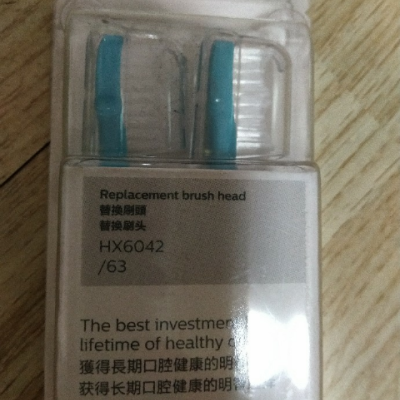 Replacement brush head
替換刷頭
替换刷头
HX6042
/63
The best
lifetime of healthy
獲得長期口腔健康的明
获得长期口腔健康的明